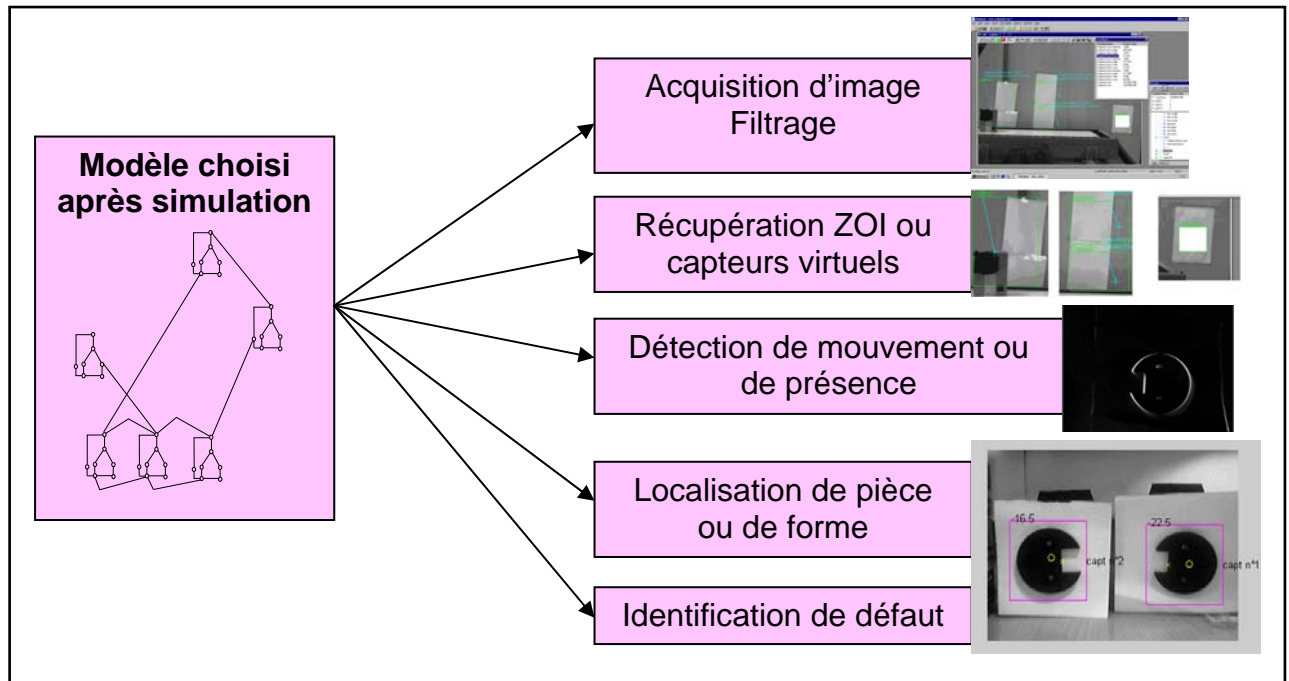 Modèle choisi
après simulation
Acquisition d'image
Filtrage
Récupération ZOI ou
capteurs virtuels
Détection de mouvement ou
de présence
Localisation de pièce
ou de forme
-16.5
-22.5
capt n°2
capt n°1
Identification de défaut